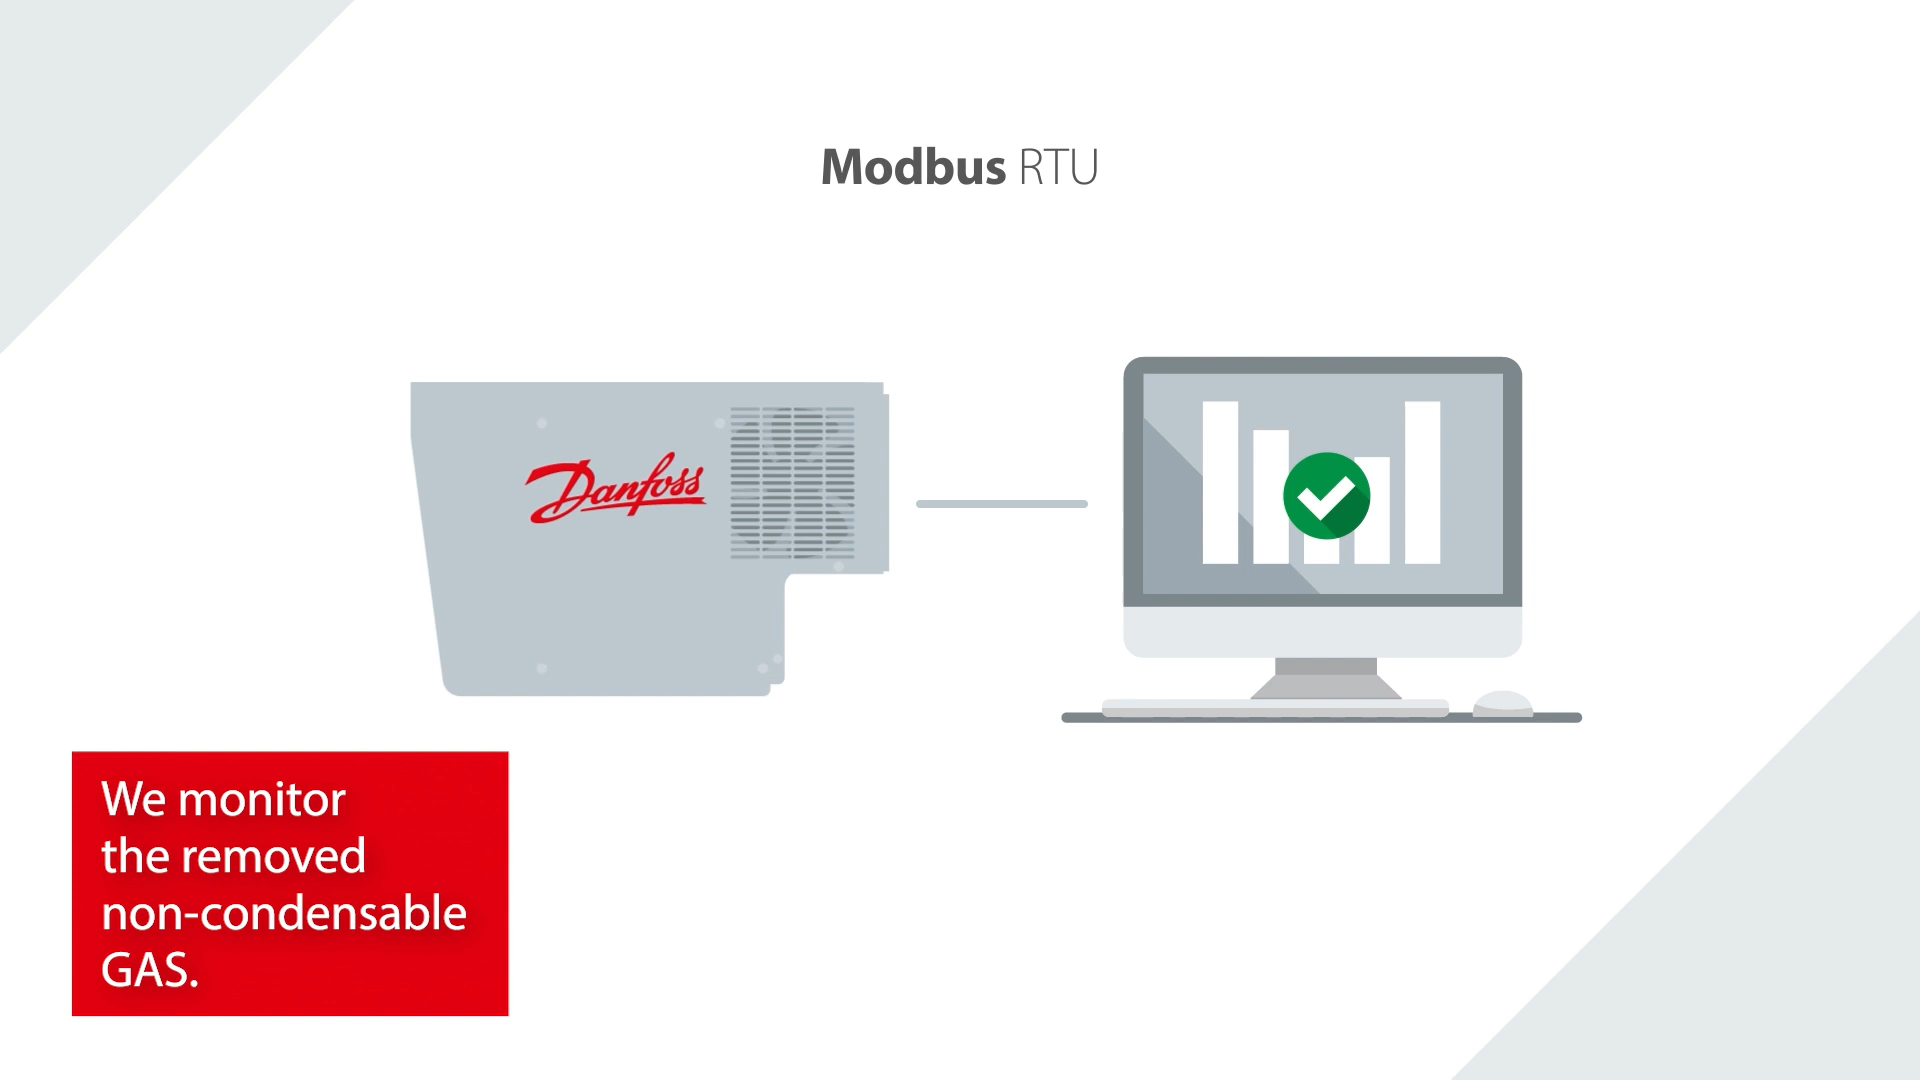 Modbus RTU
Danfoss
We monitor
the removed
non-condensable
GAS.